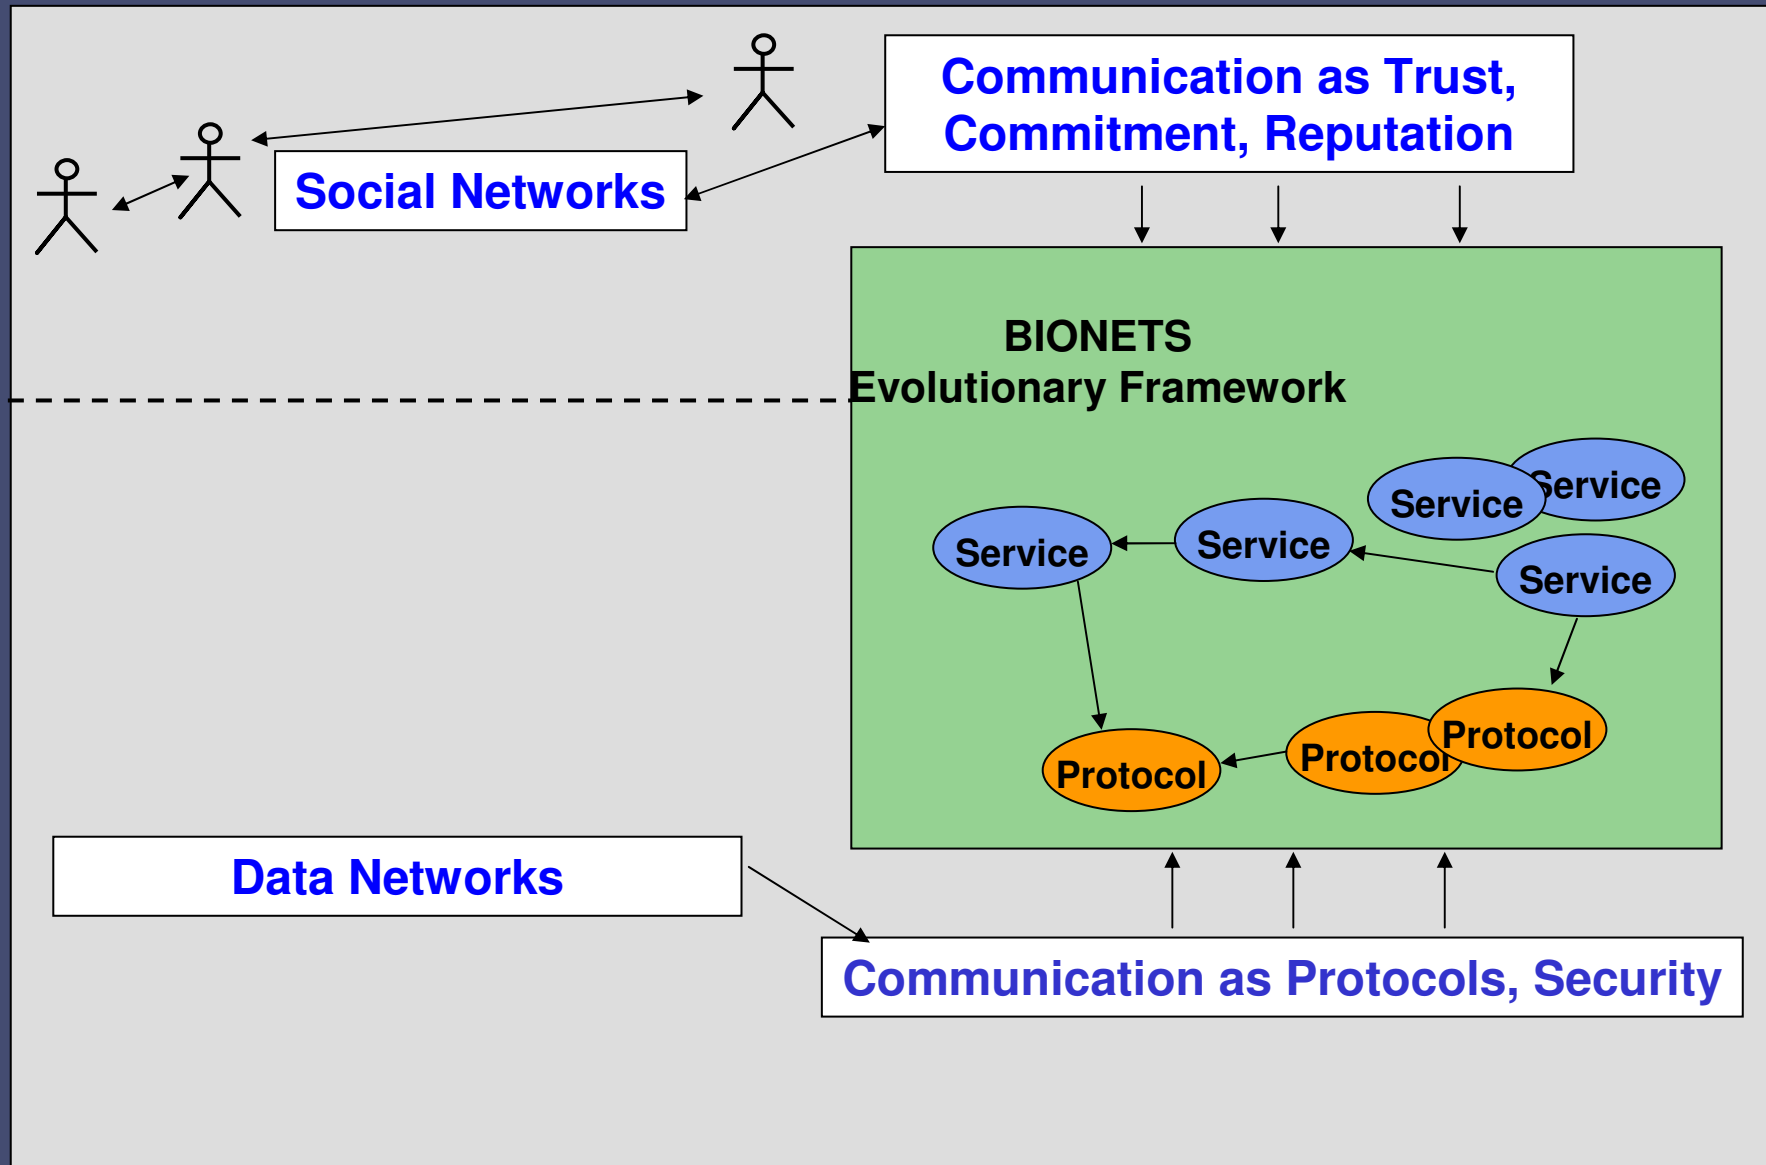 Communication as Trust,
Commitment, Reputation
Social Networks
BIONETS
Evolutionary Framework
Service
Service
Service
Service
Service
Protocol
Protocol
Protocol
Data Networks
Communication as Protocols, Security